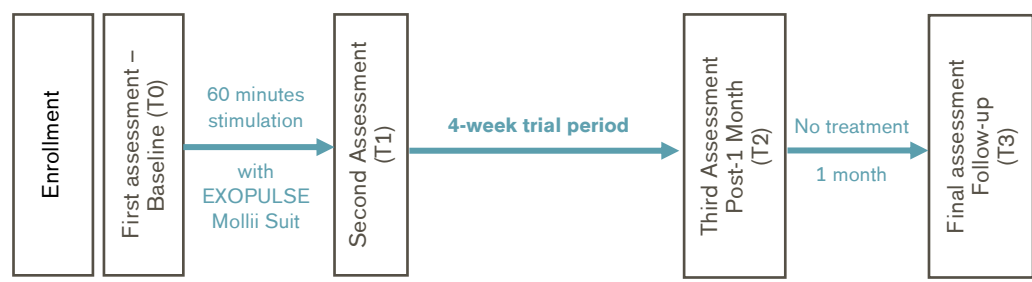 Enrollment
First assessment –
Baseline (T0)
60 minutes
stimulation
with
EXOPULSE
Mollii Suit
Second Assessment
(T1)
4-week trial period
Third Assessment
Post-1 Month
(T2)
No treatment
1 month
Final assessment
Follow-up
(T3)